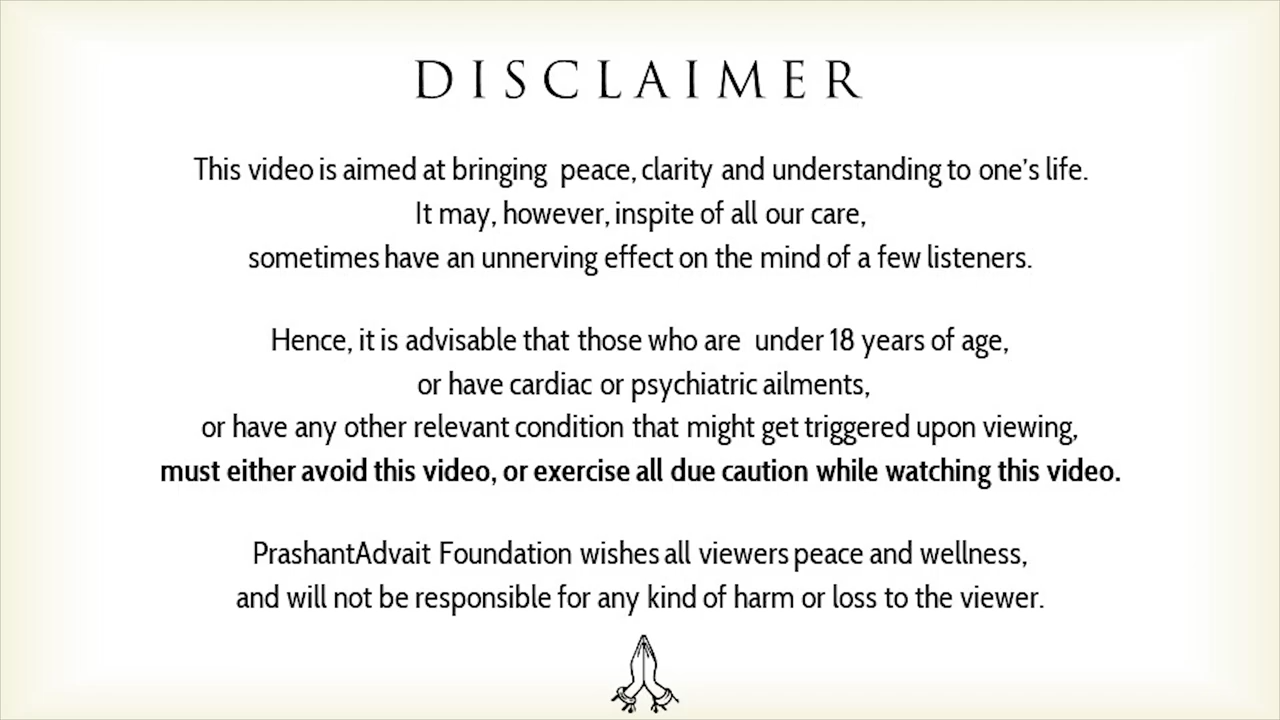 DISCLAIMER
This video is aimed at bringing peace, clarity and understanding to one's life.
It may, however, inspite of all our care,
sometimes have an unnerving effect on the mind of a few listeners.
Hence, it is advisable that those who are under 18 years of age,
or have cardiac or psychiatric ailments,
or have any other relevant condition that might get triggered upon viewing,
must either avoid this video, or exercise all due caution while watching this video.
PrashantAdvait Foundation wishes all viewers peace and wellness,
and will not be responsible for any kind of harm or loss to the viewer.